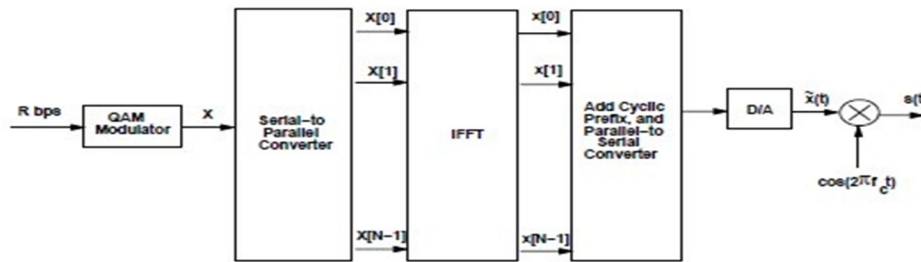 R bps
QAM
Modulator
X
Serial-to
Parallel
Converter
X[0]
X[1]
X[N-1]
IFFT
x[0]
x[1]
x[N-1]
Add Cyclic
Prefix, and
Parallel-to
Serial
Converter
D/A
x̃(t)
s(t
cos(2πf_c t)